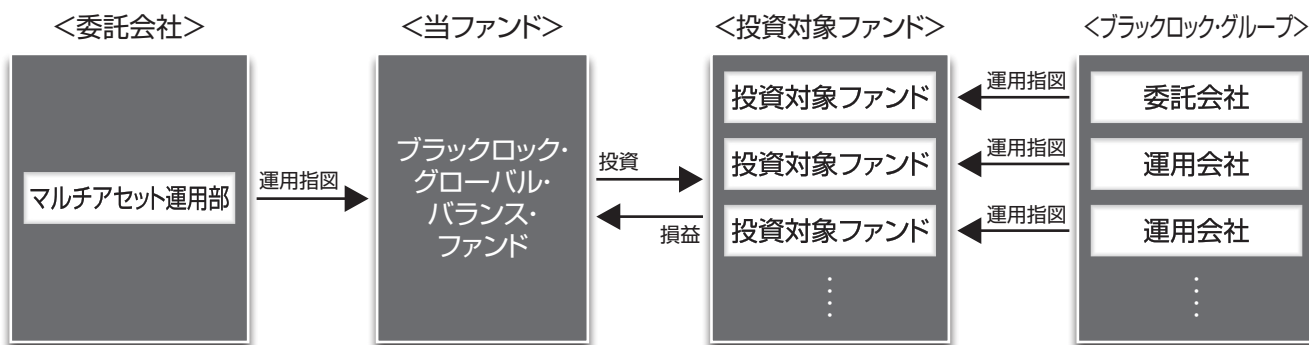 ＜委託会社＞
＜当ファンド＞
＜投資対象ファンド＞
＜ブラックロック・グループ＞
マルチアセット運用部
運用指図
ブラックロック・
グローバル・
バランス・
ファンド
投資
損益
投資対象ファンド
運用指図
委託会社
投資対象ファンド
運用指図
運用会社
投資対象ファンド
運用指図
運用会社